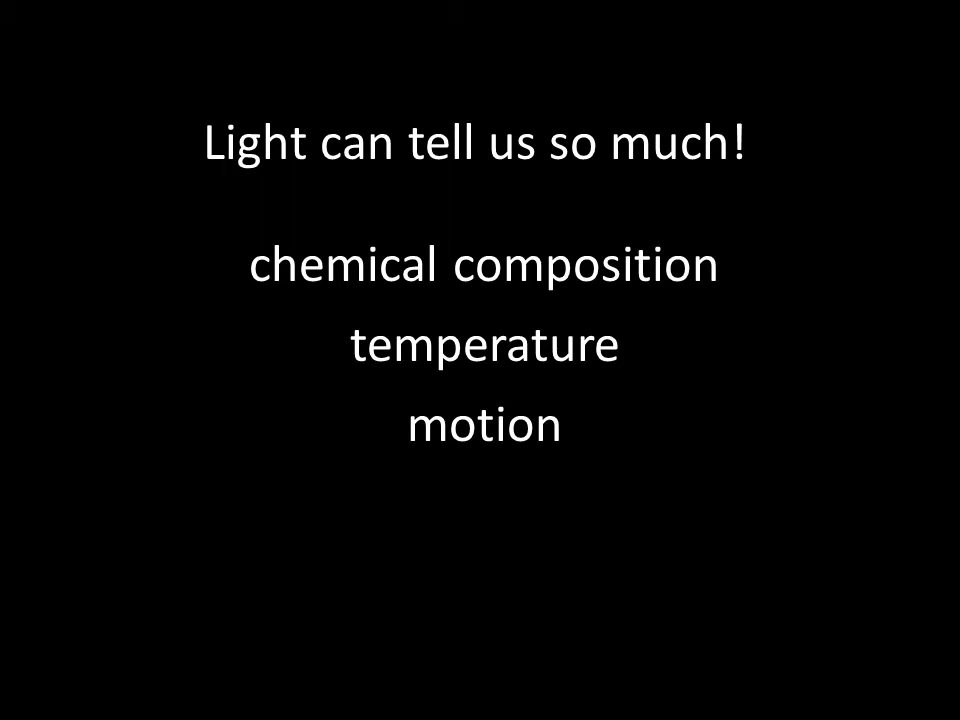 Light can tell us so much!
chemical composition
temperature
motion